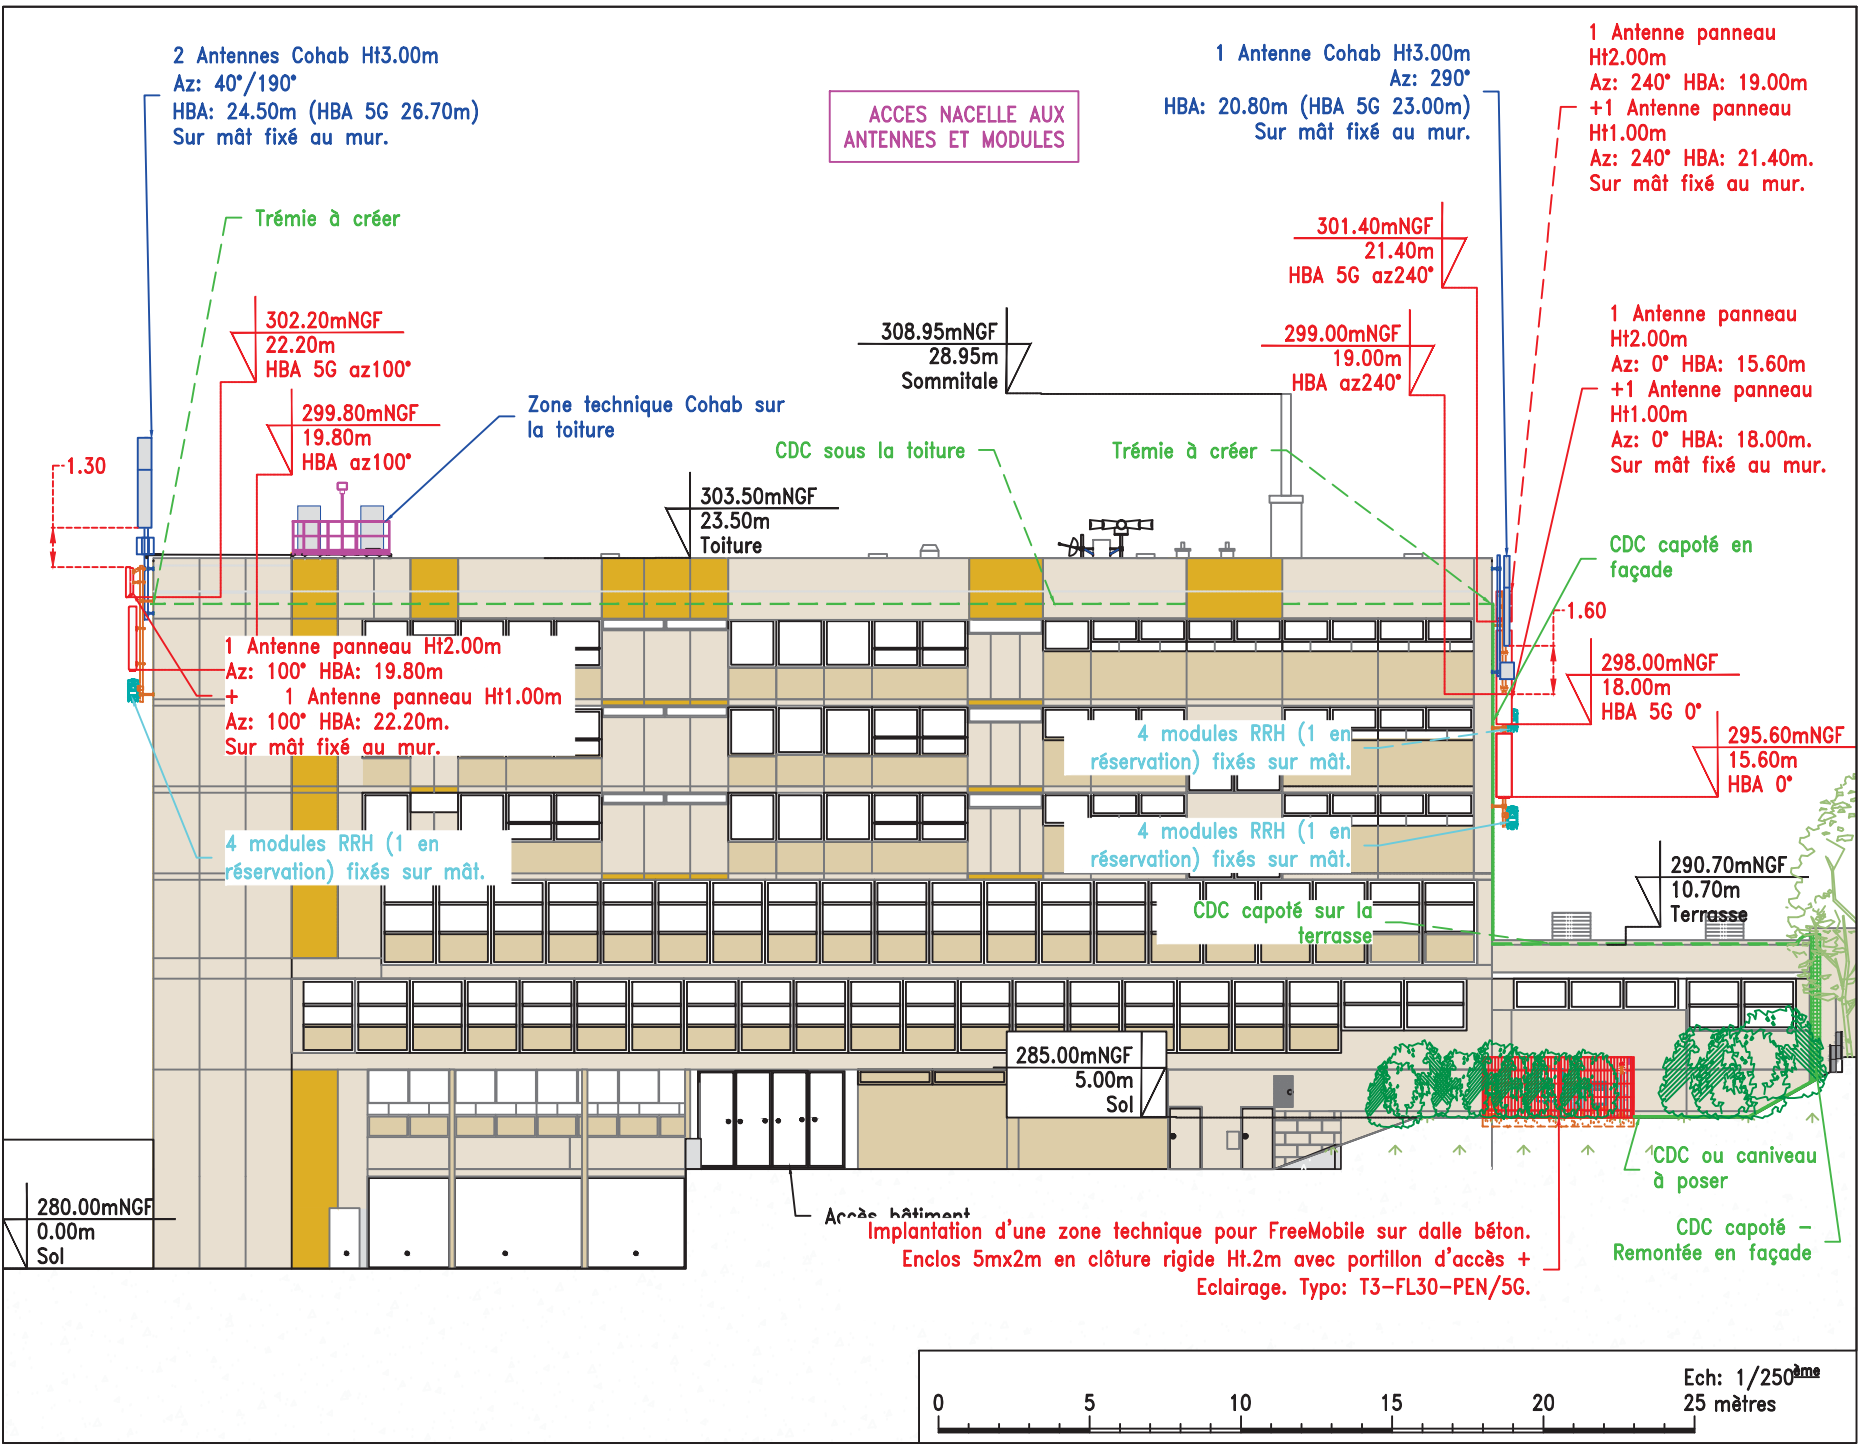 2 Antennes Cohab Ht3.00m
Az: 40°/190°
HBA: 24.50m (HBA 5G 26.70m)
Sur mât fixé au mur.
ACCES NACELLE AUX
ANTENNES ET MODULES
1 Antenne Cohab Ht3.00m
Az: 290°
HBA: 20.80m (HBA 5G 23.00m)
Sur mât fixé au mur.
1 Antenne panneau
Ht2.00m
Az: 240° HBA: 19.00m
+1 Antenne panneau
Ht1.00m
Az: 240° HBA: 21.40m.
Sur mât fixé au mur.
Trémie à créer
301.40mNGF
21.40m
HBA 5G az240°
302.20mNGF
22.20m
HBA 5G az100°
308.95mNGF
28.95m
Sommitale
299.00mNGF
19.00m
HBA az240°
1 Antenne panneau
Ht2.00m
Az: 0° HBA: 15.60m
+1 Antenne panneau
Ht1.00m
Az: 0° HBA: 18.00m.
Sur mât fixé au mur.
299.80mNGF
19.80m
HBA az100°
Zone technique Cohab sur
la toiture
CDC sous la toiture
Trémie à créer
1.30
303.50mNGF
23.50m
Toiture
CDC capoté en
façade
1.60
1 Antenne panneau Ht2.00m
Az: 100° HBA: 19.80m
+ 1 Antenne panneau Ht1.00m
Az: 100° HBA: 22.20m.
Sur mât fixé au mur.
298.00mNGF
18.00m
HBA 5G 0°
4 modules RRH (1 en
réservation) fixés sur mât.
295.60mNGF
15.60m
HBA 0°
4 modules RRH (1 en
réservation) fixés sur mât.
4 modules RRH (1 en
réservation) fixés sur mât.
290.70mNGF
10.70m
Terrasse
CDC capoté sur la
terrasse
285.00mNGF
5.00m
Sol
CDC ou caniveau
à poser
280.00mNGF
0.00m
Sol
Accès bâtiment
CDC capoté –
Remontée en façade
Implantation d'une zone technique pour FreeMobile sur dalle béton.
Enclos 5mx2m en clôture rigide Ht.2m avec portillon d'accès +
Eclairage. Typo: T3-FL30-PEN/5G.
Ech: 1/250ème
0 5 10 15 20 25 mètres